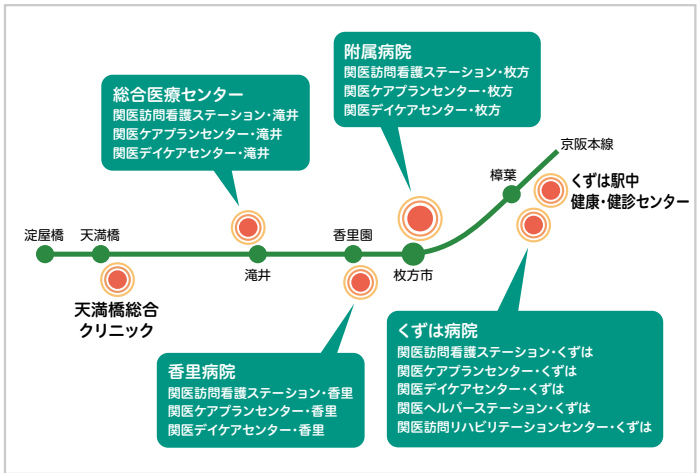 附属病院
関医訪問看護ステーション・枚方
関医ケアプランセンター・枚方
関医デイケアセンター・枚方
総合医療センター
関医訪問看護ステーション・滝井
関医ケアプランセンター・滝井
関医デイケアセンター・滝井
京阪本線
樟葉
くずは駅中
健康・健診センター
淀屋橋
天満橋
香里園
滝井
枚方市
天満橋総合
クリニック
香里病院
関医訪問看護ステーション・香里
関医ケアプランセンター・香里
関医デイケアセンター・香里
くずは病院
関医訪問看護ステーション・くずは
関医ケアプランセンター・くずは
関医デイケアセンター・くずは
関医ヘルパーステーション・くずは
関医訪問リハビリテーションセンター・くずは